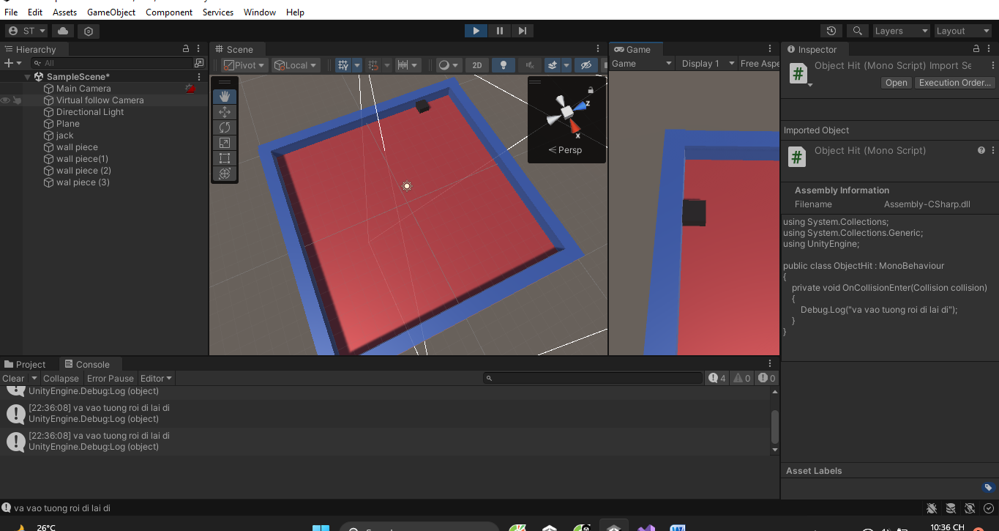 File Edit Assets GameObject Component Services Window Help
ST
Layers
Layout
Hierarchy
All
SampleScene*
Main Camera
Virtual follow Camera
Directional Light
Plane
jack
wall piece
wall piece(1)
wall piece (2)
wal piece (3)
Scene
Pivot Local 2D
z
x
Persp
Game
Game Display 1 Free Aspe
Inspector
Object Hit (Mono Script) Import Se
Open Execution Order...
Imported Object
# Object Hit (Mono Script)
Assembly Information
Filename Assembly-CSharp.dll
using System.Collections;
using System.Collections.Generic;
using UnityEngine;
public class ObjectHit : MonoBehaviour
{
private void OnCollisionEnter(Collision collision)
{
Debug.Log("va vao tuong roi di lai di");
}
}
Asset Labels
Project Console
Clear Collapse Error Pause Editor 4 0 0
UnityEngine.Debug:Log (object)
[22:36:08] va vao tuong roi di lai di
UnityEngine.Debug:Log (object)
[22:36:08] va vao tuong roi di lai di
UnityEngine.Debug:Log (object)
va vao tuong roi di lai di
26°C
10:36 CH